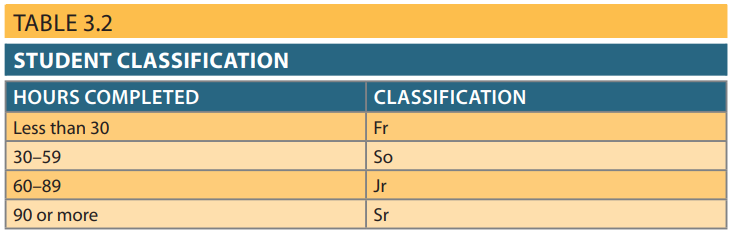 TABLE 3.2
STUDENT CLASSIFICATION
HOURS COMPLETED CLASSIFICATION
Less than 30 Fr
30–59 So
60–89 Jr
90 or more Sr